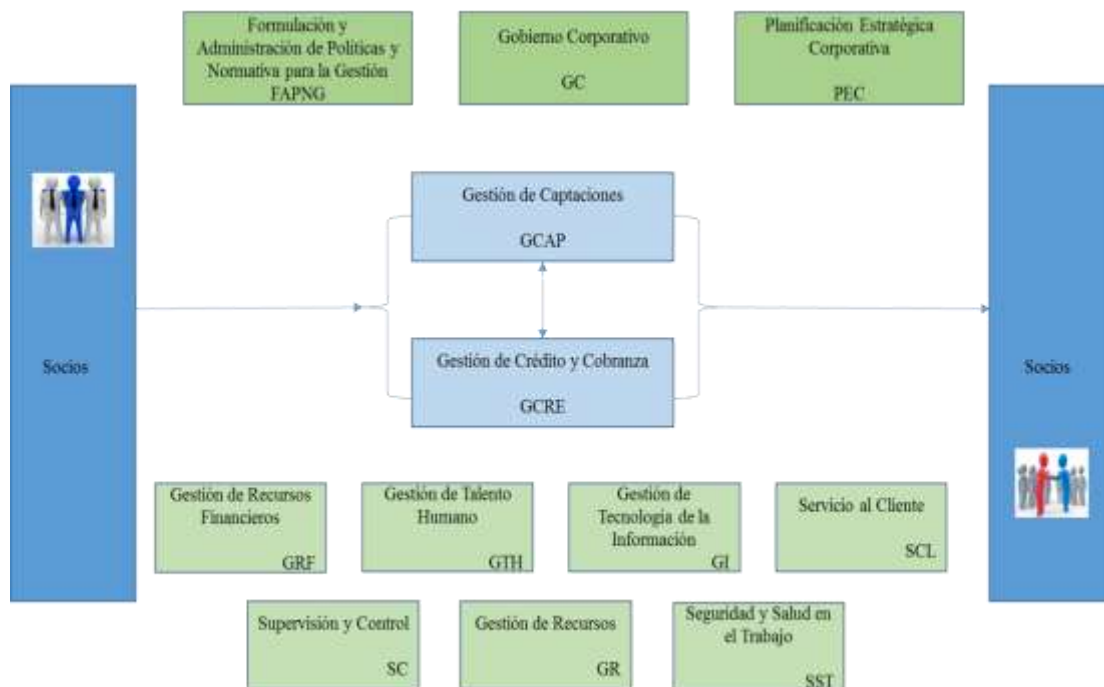 Formulación y
Administración de Políticas y
Normativa para la Gestión
FAPNG
Gobierno Corporativo
GC
Planificación Estratégica
Corporativa
PEC
Socios
Gestión de Captaciones
GCAP
Gestión de Crédito y Cobranza
GCRE
Socios
Gestión de Recursos
Financieros
GRF
Gestión de Talento
Humano
GTH
Gestión de
Tecnología de la
Información
GI
Servicio al Cliente
SCL
Supervisión y Control
SC
Gestión de Recursos
GR
Seguridad y Salud en
el Trabajo
SST